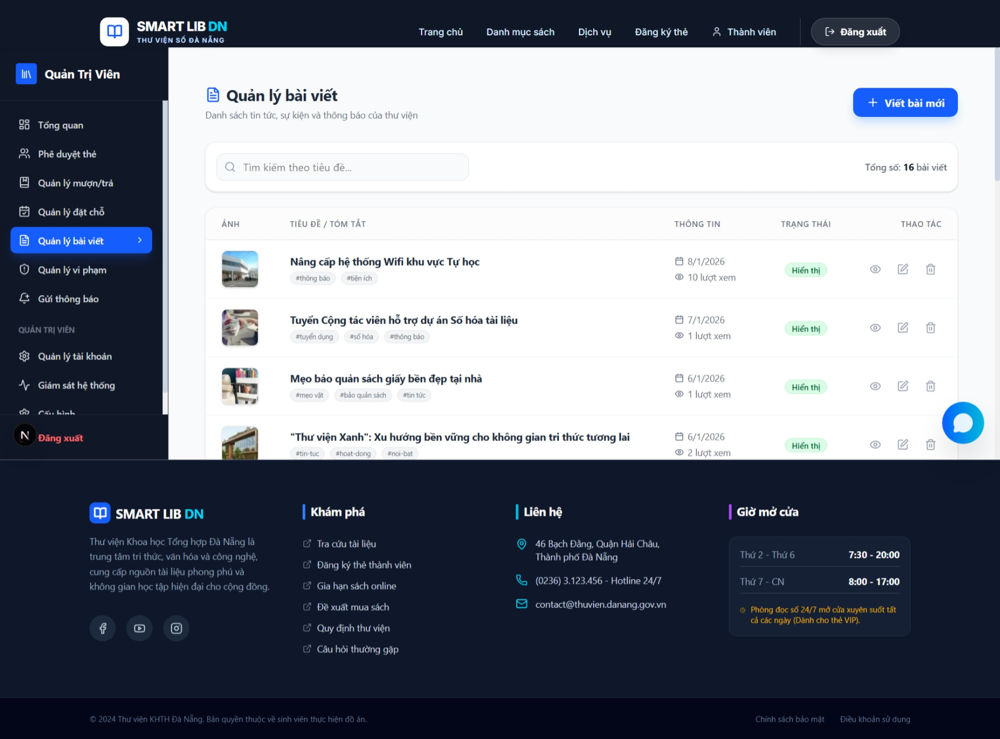 SMART LIB DN
THƯ VIỆN SỐ ĐÀ NẴNG
Trang chủ
Danh mục sách
Dịch vụ
Đăng ký thẻ
Thành viên
Đăng xuất
Quản Trị Viên
Tổng quan
Phê duyệt thẻ
Quản lý mượn/trả
Quản lý đặt chỗ
Quản lý bài viết
Quản lý vi phạm
Gửi thông báo
QUẢN TRỊ VIÊN
Quản lý tài khoản
Giám sát hệ thống
Cấu hình
N
Đăng xuất
Quản lý bài viết
Danh sách tin tức, sự kiện và thông báo của thư viện
Viết bài mới
Tìm kiếm theo tiêu đề...
Tổng số: 16 bài viết
ẢNH
TIÊU ĐỀ / TÓM TẮT
THÔNG TIN
TRẠNG THÁI
THAO TÁC
Nâng cấp hệ thống Wifi khu vực Tự học
#thông báo
#tiện ích
8/1/2026
10 lượt xem
Hiển thị
Tuyển Cộng tác viên hỗ trợ dự án Số hóa tài liệu
#tuyển dụng
#số hóa
#thông báo
7/1/2026
1 lượt xem
Hiển thị
Mẹo bảo quản sách giấy bền đẹp tại nhà
#mẹo vặt
#bảo quản sách
#tin tức
6/1/2026
1 lượt xem
Hiển thị
"Thư viện Xanh": Xu hướng bền vững cho không gian tri thức tương lai
#tin-tuc
#hoat-dong
#noi-bat
6/1/2026
2 lượt xem
Hiển thị
SMART LIB DN
Thư viện Khoa học Tổng hợp Đà Nẵng là
trung tâm tri thức, văn hóa và công nghệ,
cung cấp nguồn tài liệu phong phú và
không gian học tập hiện đại cho cộng đồng.
Khám phá
Tra cứu tài liệu
Đăng ký thẻ thành viên
Gia hạn sách online
Đề xuất mua sách
Quy định thư viện
Câu hỏi thường gặp
Liên hệ
46 Bạch Đằng, Quận Hải Châu,
Thành phố Đà Nẵng
(0236) 3.123.456 - Hotline 24/7
contact@thuvien.danang.gov.vn
Giờ mở cửa
Thứ 2 - Thứ 6
7:30 - 20:00
Thứ 7 - CN
8:00 - 17:00
Phòng đọc số 24/7 mở cửa xuyên suốt tất
cả các ngày (Dành cho thẻ VIP).
© 2024 Thư viện KHTH Đà Nẵng. Bản quyền thuộc về sinh viên thực hiện đồ án.
Chính sách bảo mật
Điều khoản sử dụng